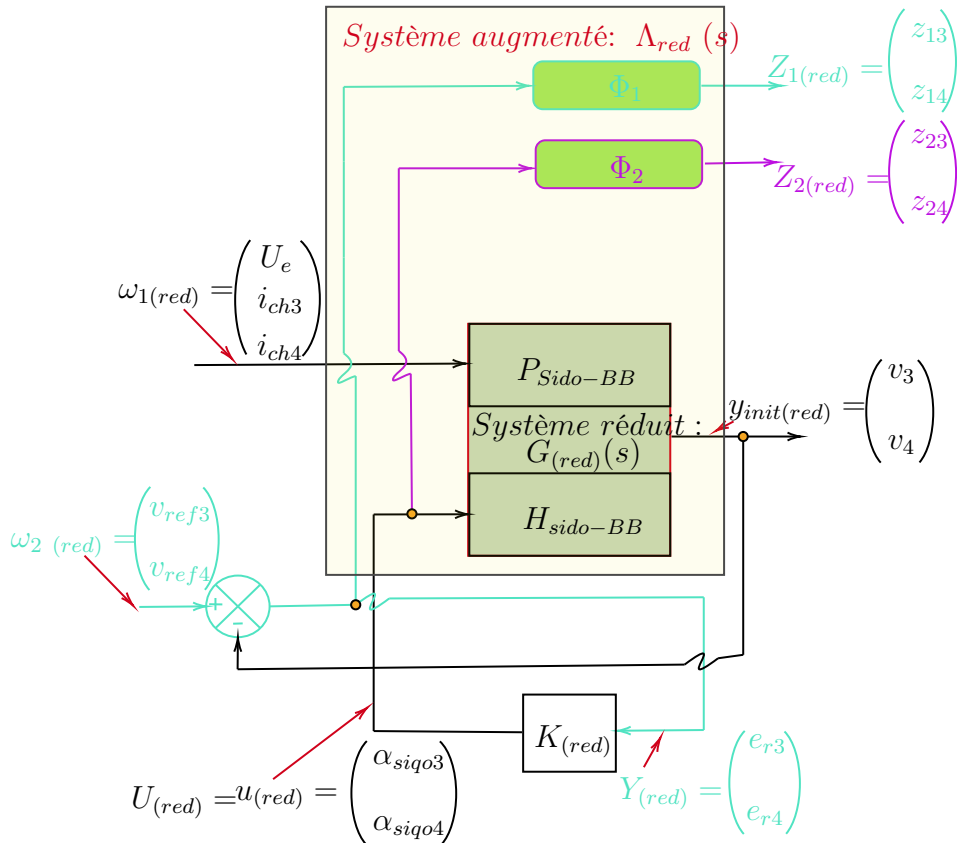 Système augmenté: Λ_red (s)
Φ_1
Z_1(red) = (z_13
z_14)
Φ_2
Z_2(red) = (z_23
z_24)
ω_1(red) = (U_e
i_ch3
i_ch4)
P_Sido−BB
Système réduit :
G_(red)(s)
H_sido−BB
y_init(red) = (v_3
v_4)
ω_2 (red) = (v_ref3
v_ref4)
+
-
K_(red)
U_(red) = u_(red) = (α_siqo3
α_siqo4)
Y_(red) = (e_r3
e_r4)